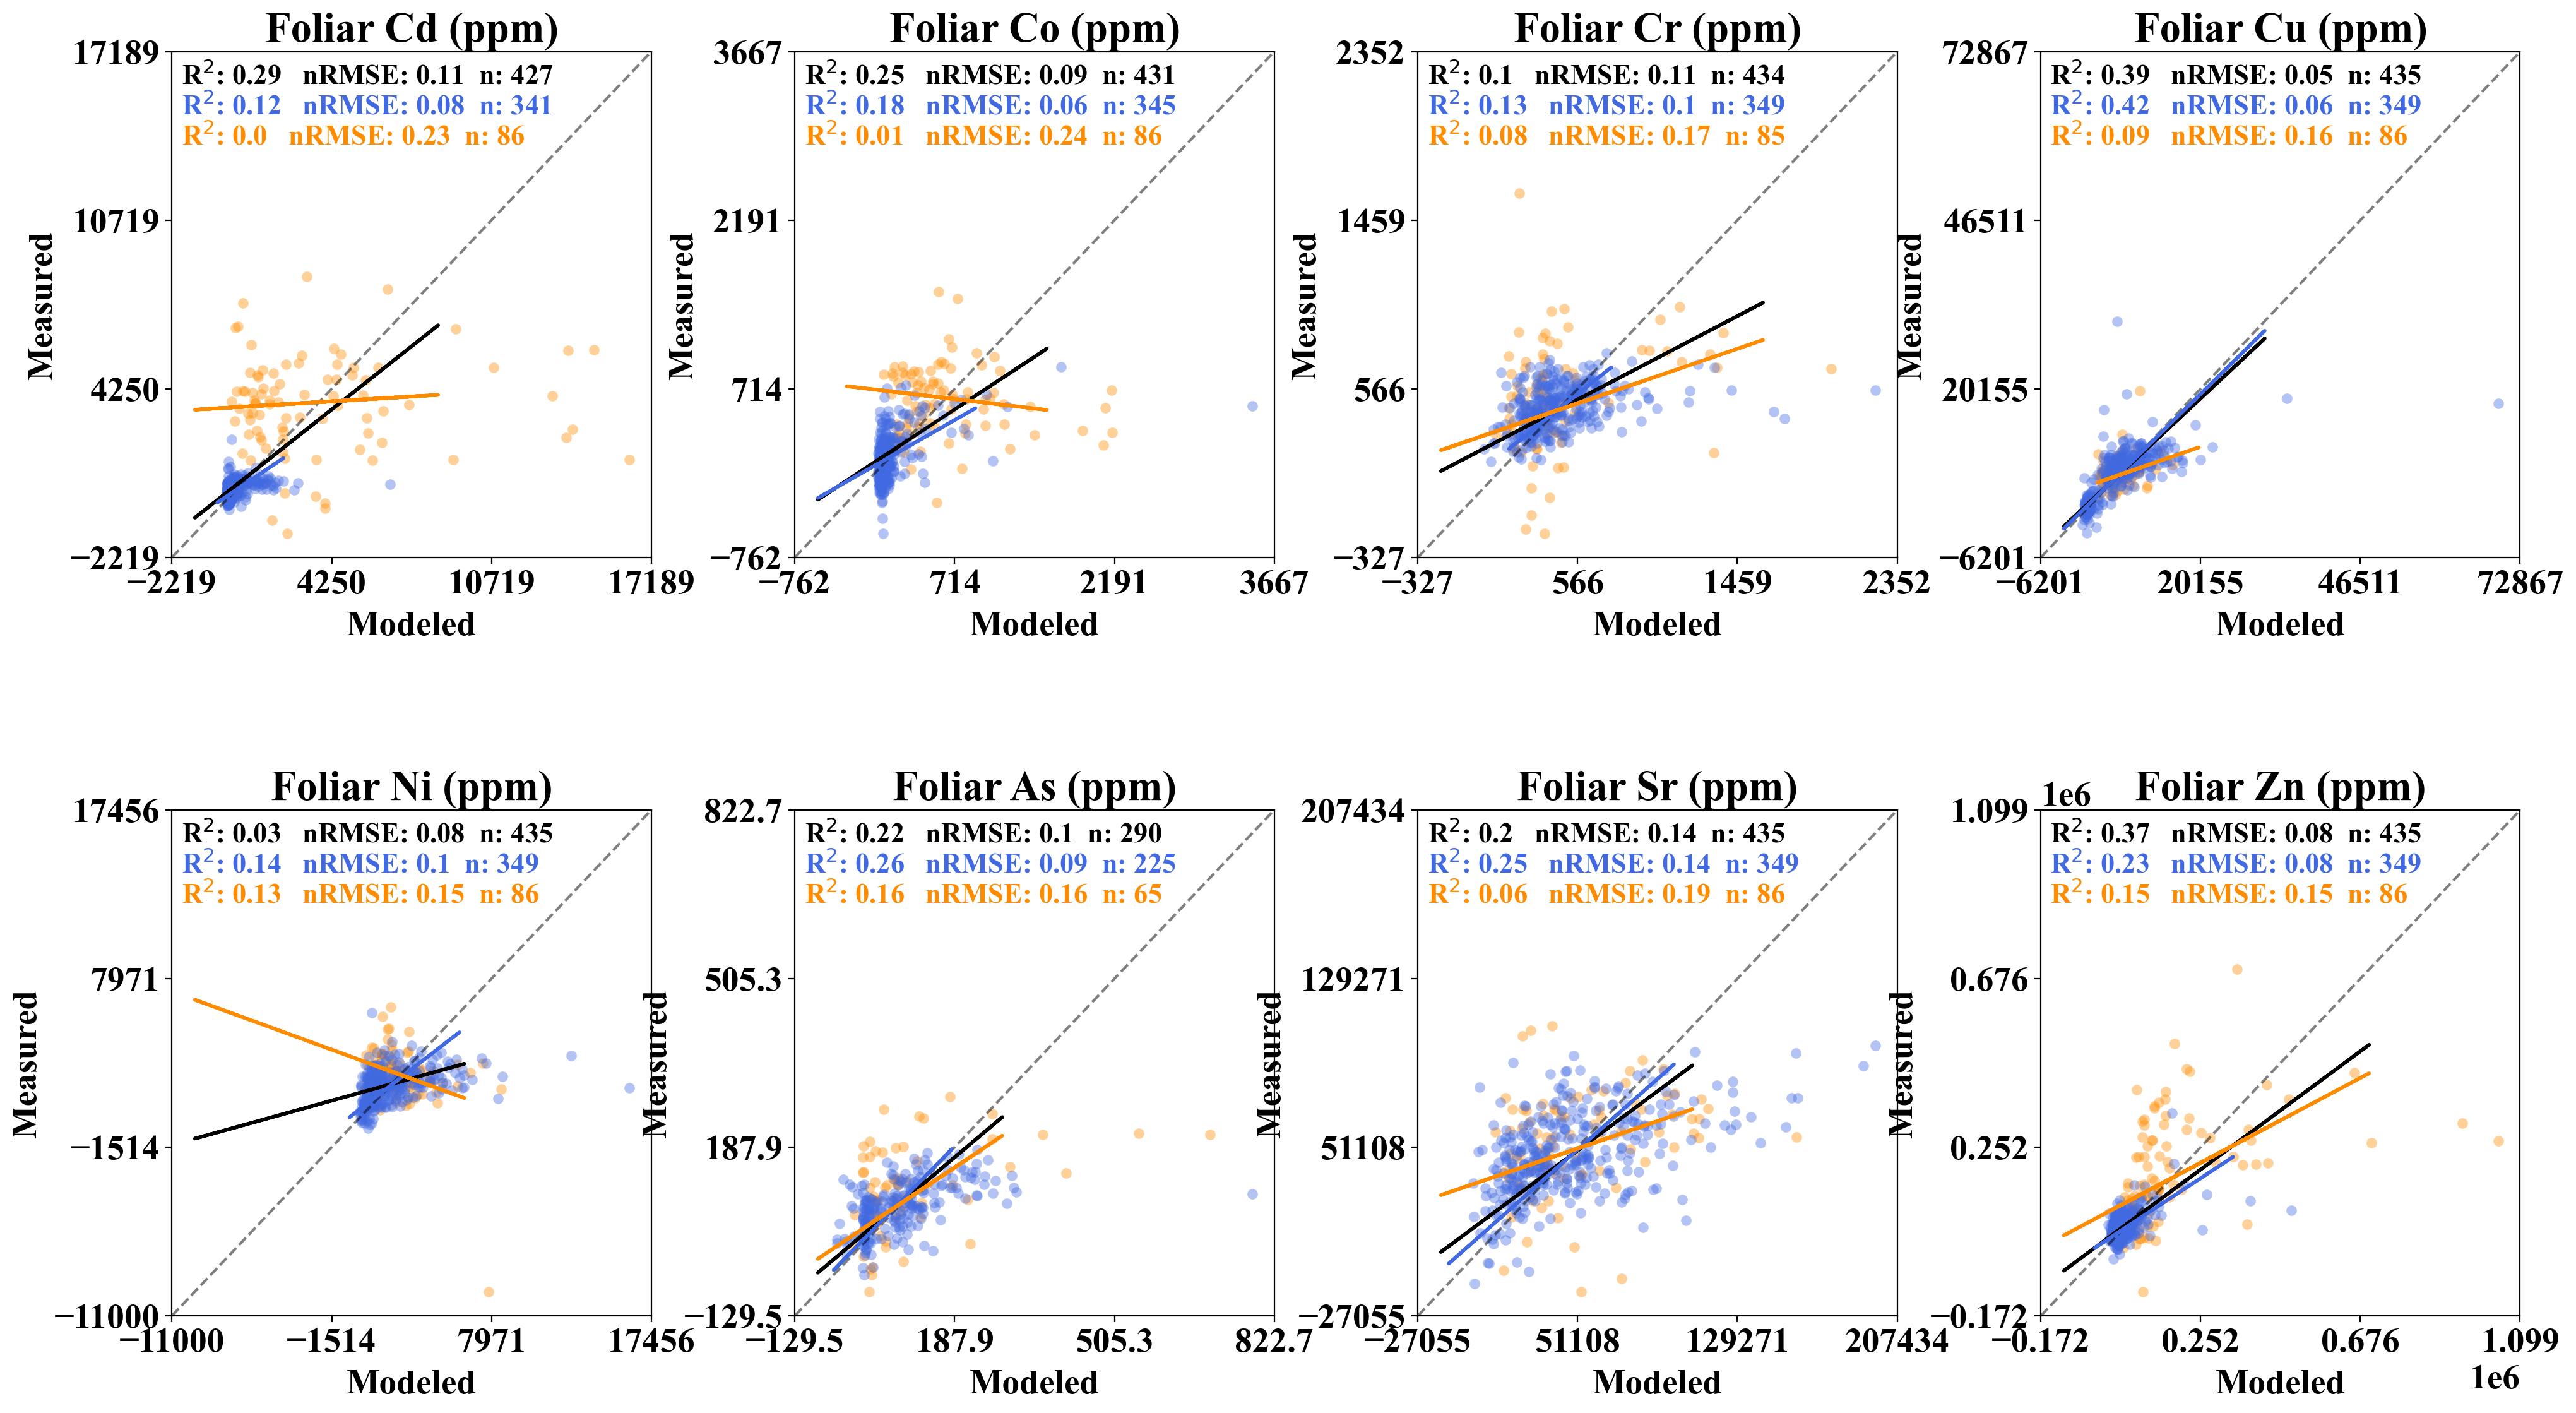 Foliar Cd (ppm)
17189
10719
4250
−2219
−2219 4250 10719 17189
Measured
Modeled
R²: 0.29 nRMSE: 0.11 n: 427
R²: 0.12 nRMSE: 0.08 n: 341
R²: 0.0 nRMSE: 0.23 n: 86
Foliar Co (ppm)
3667
2191
714
−762
−762 714 2191 3667
Measured
Modeled
R²: 0.25 nRMSE: 0.09 n: 431
R²: 0.18 nRMSE: 0.06 n: 345
R²: 0.01 nRMSE: 0.24 n: 86
Foliar Cr (ppm)
2352
1459
566
−327
−327 566 1459 2352
Measured
Modeled
R²: 0.1 nRMSE: 0.11 n: 434
R²: 0.13 nRMSE: 0.1 n: 349
R²: 0.08 nRMSE: 0.17 n: 85
Foliar Cu (ppm)
72867
46511
20155
−6201
−6201 20155 46511 72867
Measured
Modeled
R²: 0.39 nRMSE: 0.05 n: 435
R²: 0.42 nRMSE: 0.06 n: 349
R²: 0.09 nRMSE: 0.16 n: 86
Foliar Ni (ppm)
17456
7971
−1514
−11000
−11000 −1514 7971 17456
Measured
Modeled
R²: 0.03 nRMSE: 0.08 n: 435
R²: 0.14 nRMSE: 0.1 n: 349
R²: 0.13 nRMSE: 0.15 n: 86
Foliar As (ppm)
822.7
505.3
187.9
−129.5
−129.5 187.9 505.3 822.7
Measured
Modeled
R²: 0.22 nRMSE: 0.1 n: 290
R²: 0.26 nRMSE: 0.09 n: 225
R²: 0.16 nRMSE: 0.16 n: 65
Foliar Sr (ppm)
207434
129271
51108
−27055
−27055 51108 129271 207434
Measured
Modeled
R²: 0.2 nRMSE: 0.14 n: 435
R²: 0.25 nRMSE: 0.14 n: 349
R²: 0.06 nRMSE: 0.19 n: 86
1e6 Foliar Zn (ppm)
1.099
0.676
0.252
−0.172
−0.172 0.252 0.676 1.099
1e6
Measured
Modeled
R²: 0.37 nRMSE: 0.08 n: 435
R²: 0.23 nRMSE: 0.08 n: 349
R²: 0.15 nRMSE: 0.15 n: 86